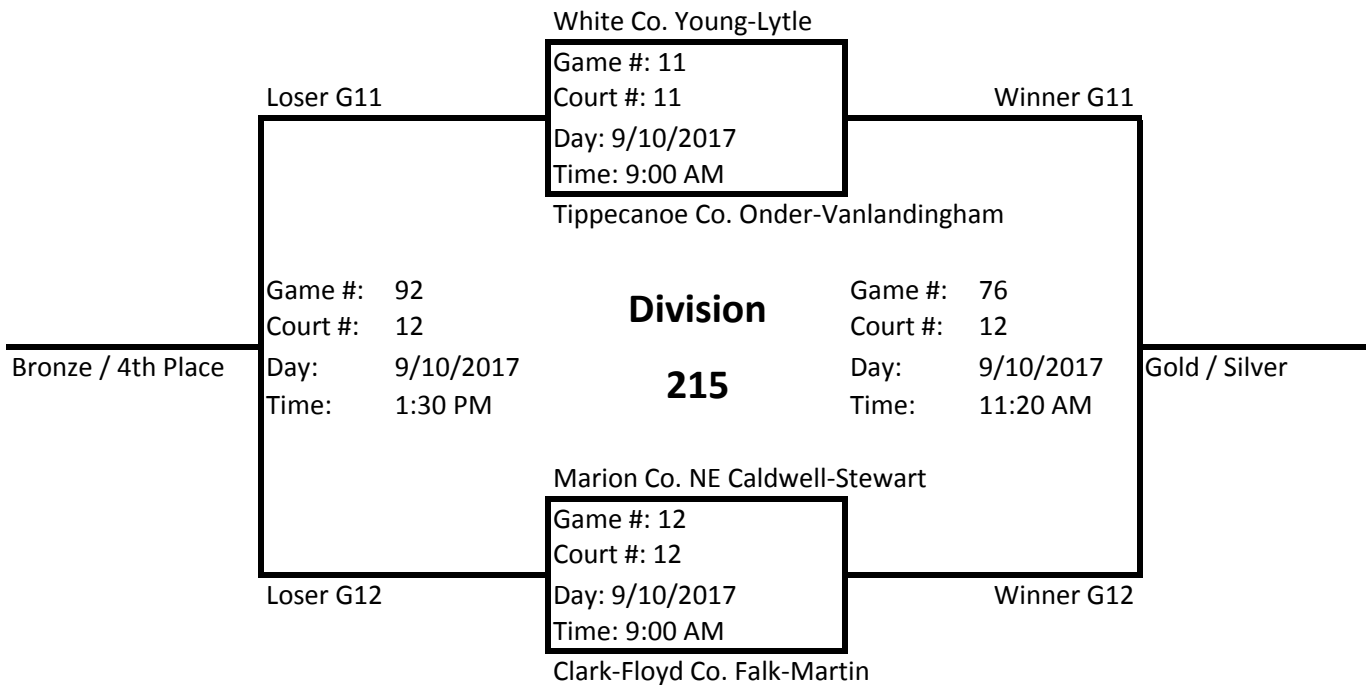 White Co. Young-Lytle
Game #: 11
Court #: 11
Day: 9/10/2017
Time: 9:00 AM
Tippecanoe Co. Onder-Vanlandingham
Loser G11
Winner G11
Game #: 92
Court #: 12
Day: 9/10/2017
Time: 1:30 PM
Bronze / 4th Place
Division
215
Game #: 76
Court #: 12
Day: 9/10/2017
Time: 11:20 AM
Gold / Silver
Marion Co. NE Caldwell-Stewart
Game #: 12
Court #: 12
Day: 9/10/2017
Time: 9:00 AM
Clark-Floyd Co. Falk-Martin
Loser G12
Winner G12